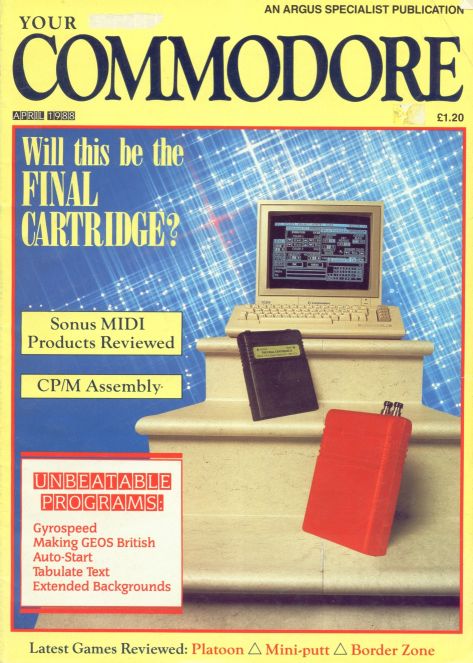 AN ARGUS SPECIALIST PUBLICATION
YOUR
COMMODORE
APRIL 1988
£1.20
Will this be the
FINAL
CARTRIDGE?
Sonus MIDI
Products Reviewed
CP/M Assembly
UNBEATABLE
PROGRAMS:
Gyrospeed
Making GEOS British
Auto-Start
Tabulate Text
Extended Backgrounds
Latest Games Reviewed: Platoon △ Mini-putt △ Border Zone